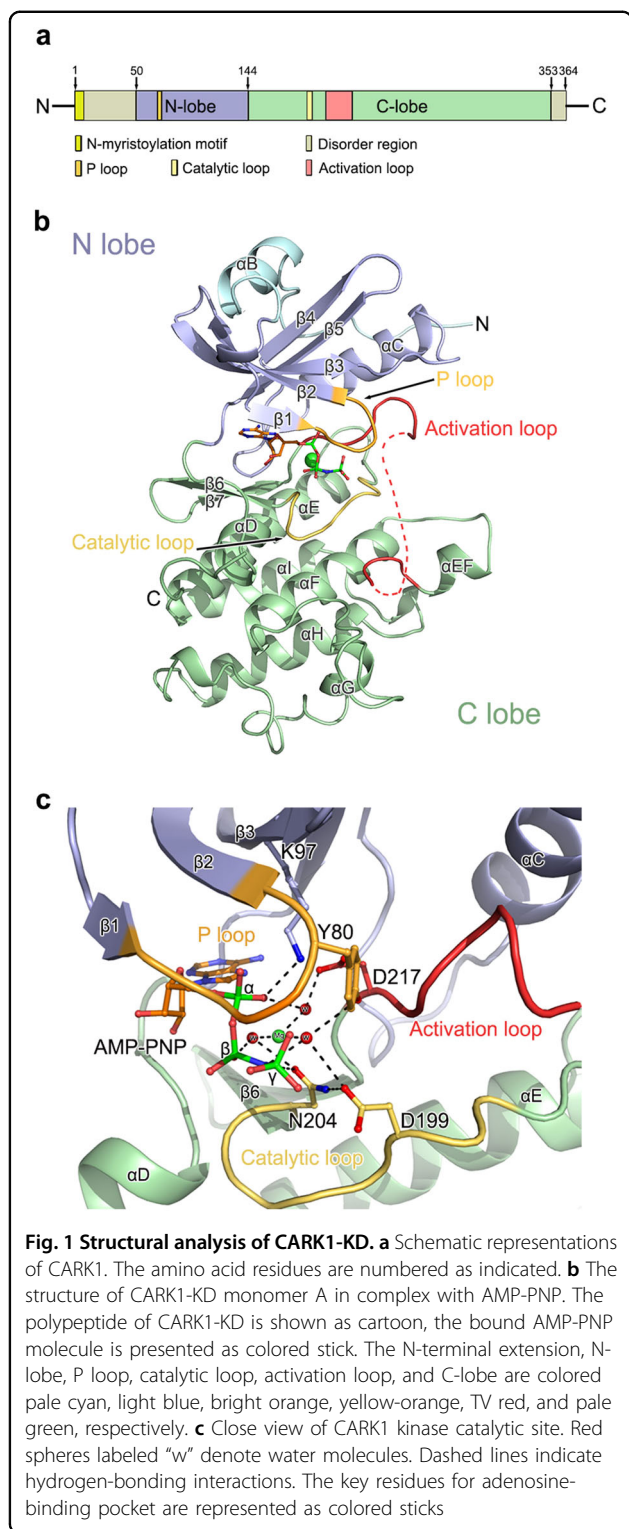 a
1 50 144 353 364
N N-lobe C-lobe C
N-myristoylation motif Disorder region
P loop Catalytic loop Activation loop
b
N lobe
αB
β4
β5
αC
N
β3
β2
P loop
β1
Activation loop
β6
β7
αE
αD
Catalytic loop
αI
αF
αEF
C
αH
αG
C lobe
c
β3
K97
β2
αC
β1
Y80
P loop
α
D217
AMP-PNP
Activation loop
β
γ
β6
αE
N204
D199
Catalytic loop
αD
Fig. 1 Structural analysis of CARK1-KD. a Schematic representations
of CARK1. The amino acid residues are numbered as indicated. b The
structure of CARK1-KD monomer A in complex with AMP-PNP. The
polypeptide of CARK1-KD is shown as cartoon, the bound AMP-PNP
molecule is presented as colored stick. The N-terminal extension, N-
lobe, P loop, catalytic loop, activation loop, and C-lobe are colored
pale cyan, light blue, bright orange, yellow-orange, TV red, and pale
green, respectively. c Close view of CARK1 kinase catalytic site. Red
spheres labeled “w” denote water molecules. Dashed lines indicate
hydrogen-bonding interactions. The key residues for adenosine-
binding pocket are represented as colored sticks